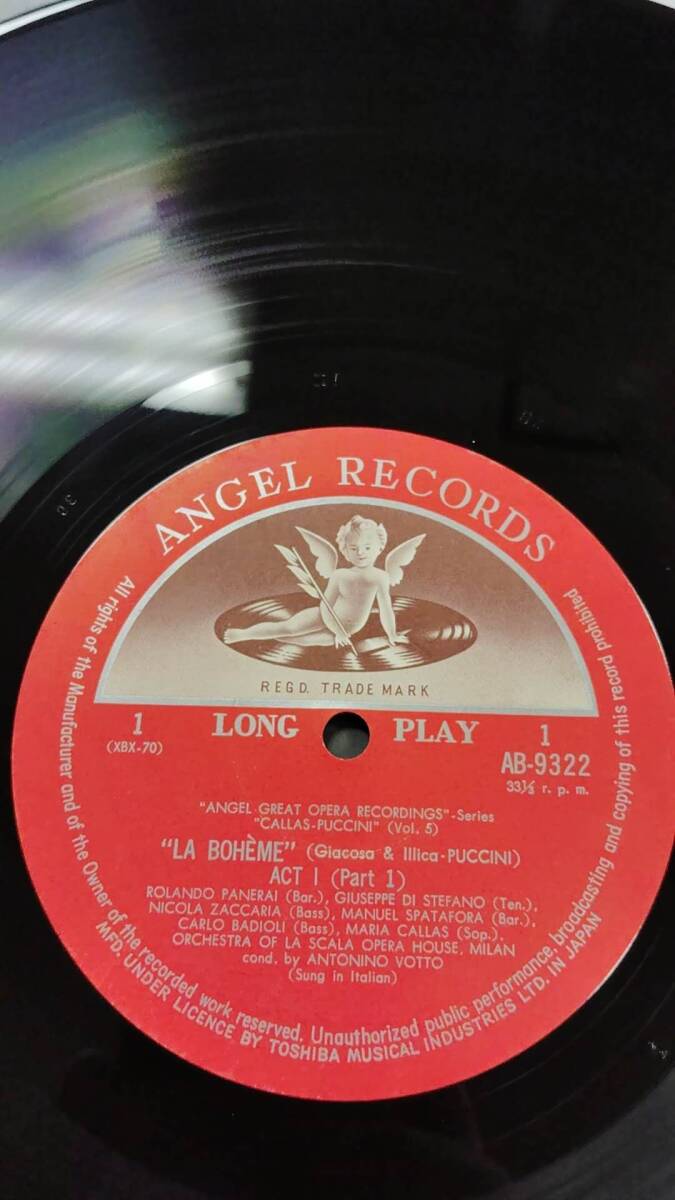 ANGEL RECORDS
REGD. TRADE MARK
1 LONG PLAY 1
(XBX-70) AB-9322
33⅓ r. p. m.
"ANGEL GREAT OPERA RECORDINGS"-Series
"CALLAS-PUCCINI" (Vol. 5)
"LA BOHÈME" (Giacosa & Illica-PUCCINI)
ACT I (Part 1)
ROLANDO PANERAI (Bar.), GIUSEPPE DI STEFANO (Ten.),
NICOLA ZACCARIA (Bass), MANUEL SPATAFORA (Bar.),
CARLO BADIOLI (Bass), MARIA CALLAS (Sop.),
ORCHESTRA OF LA SCALA OPERA HOUSE, MILAN
cond. by ANTONINO VOTTO
(Sung in Italian)
All rights of the Manufacturer and of the Owner of the recorded work reserved. Unauthorized public performance, broadcasting and copying of this record prohibited
MFD. UNDER LICENCE BY TOSHIBA MUSICAL INDUSTRIES LTD. IN JAPAN